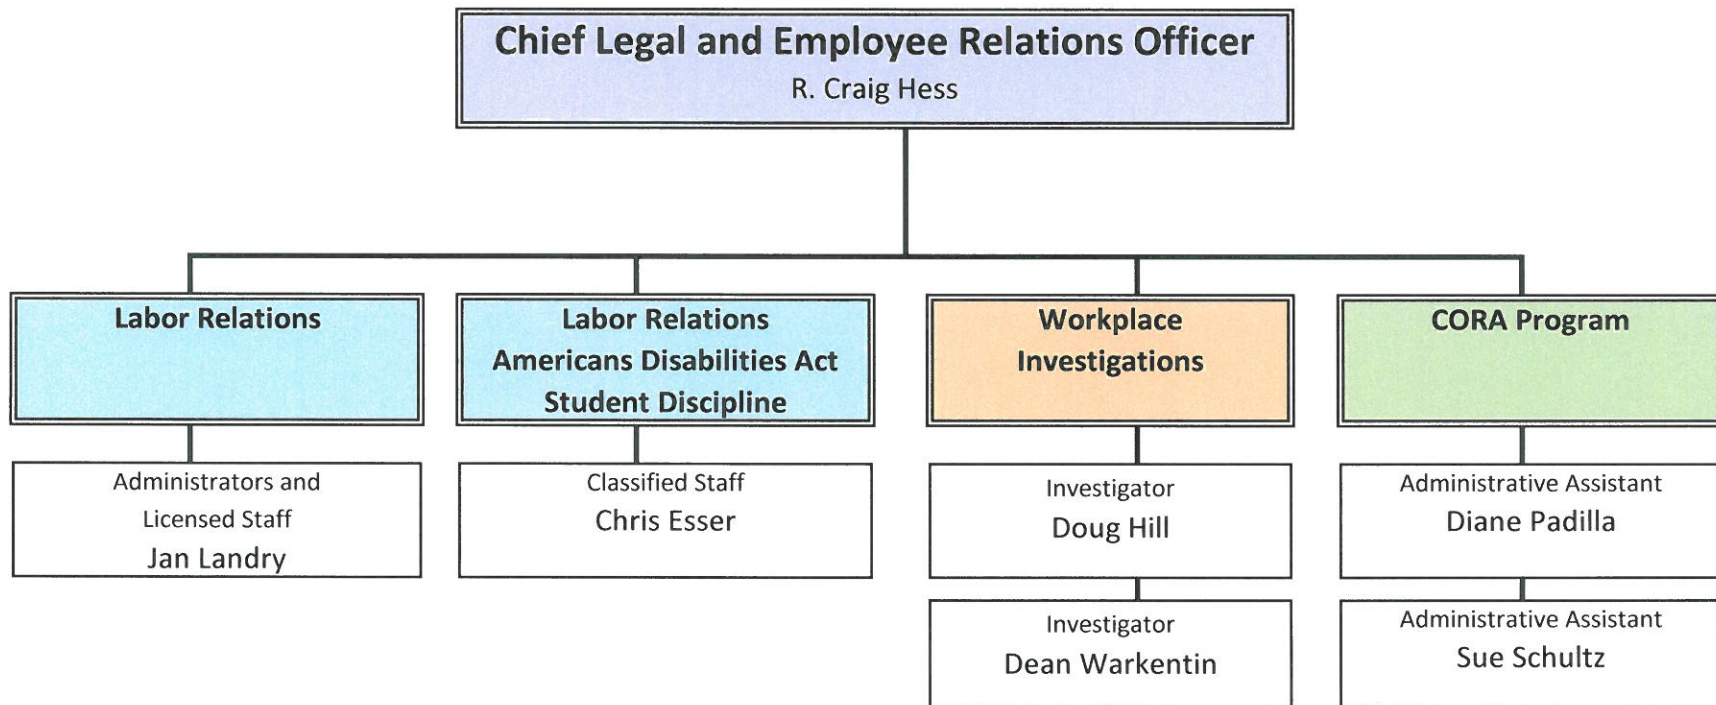 Chief Legal and Employee Relations Officer
R. Craig Hess
Labor Relations
Administrators and
Licensed Staff
Jan Landry
Labor Relations
Americans Disabilities Act
Student Discipline
Classified Staff
Chris Esser
Workplace
Investigations
Investigator
Doug Hill
Investigator
Dean Warkentin
CORA Program
Administrative Assistant
Diane Padilla
Administrative Assistant
Sue Schultz